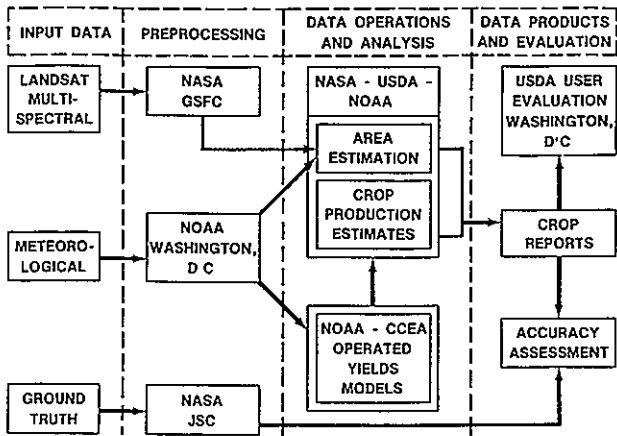 INPUT DATA
PREPROCESSING
DATA OPERATIONS
AND ANALYSIS
DATA PRODUCTS
AND EVALUATION
LANDSAT
MULTI-
SPECTRAL
NASA
GSFC
NASA - USDA -
NOAA
AREA
ESTIMATION
CROP
PRODUCTION
ESTIMATES
USDA USER
EVALUATION
WASHINGTON,
D'C
METEORO-
LOGICAL
NOAA
WASHINGTON,
D C
CROP
REPORTS
NOAA - CCEA
OPERATED
YIELDS
MODELS
ACCURACY
ASSESSMENT
GROUND
TRUTH
NASA
JSC